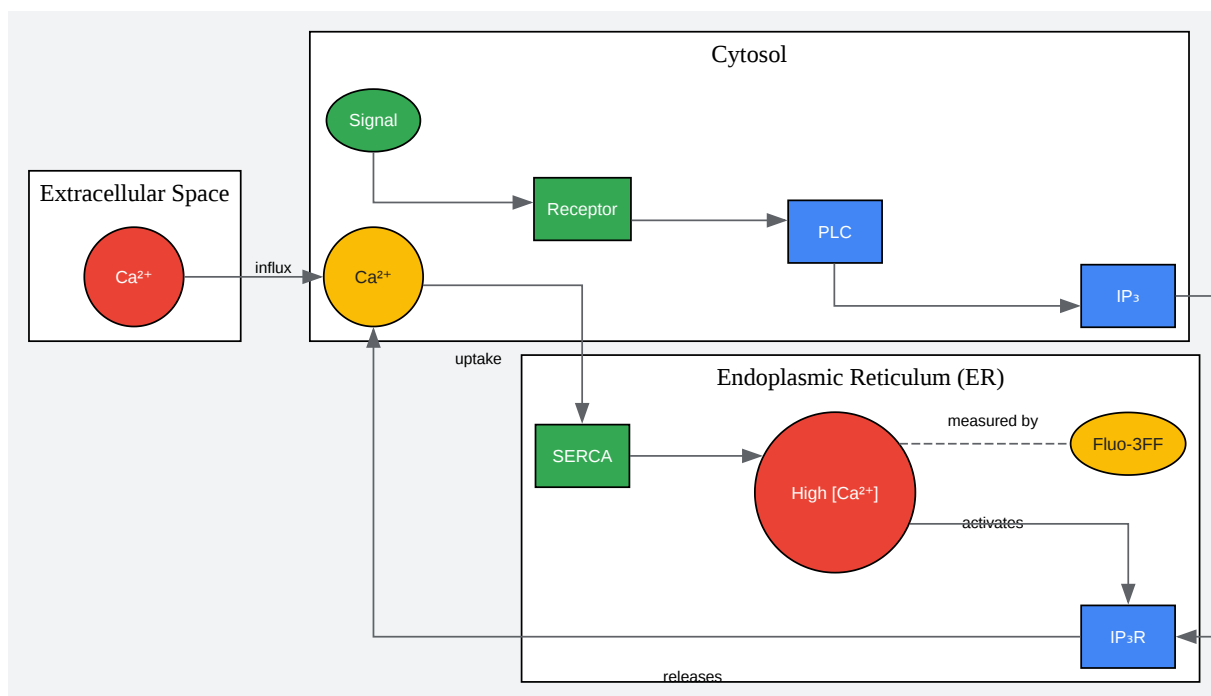 Cytosol
Signal
Extracellular Space
Receptor
PLC
Ca²⁺
influx
Ca²⁺
IP₃
uptake
Endoplasmic Reticulum (ER)
measured by
Fluo-3FF
SERCA
High [Ca²⁺]
activates
IP₃R
releases